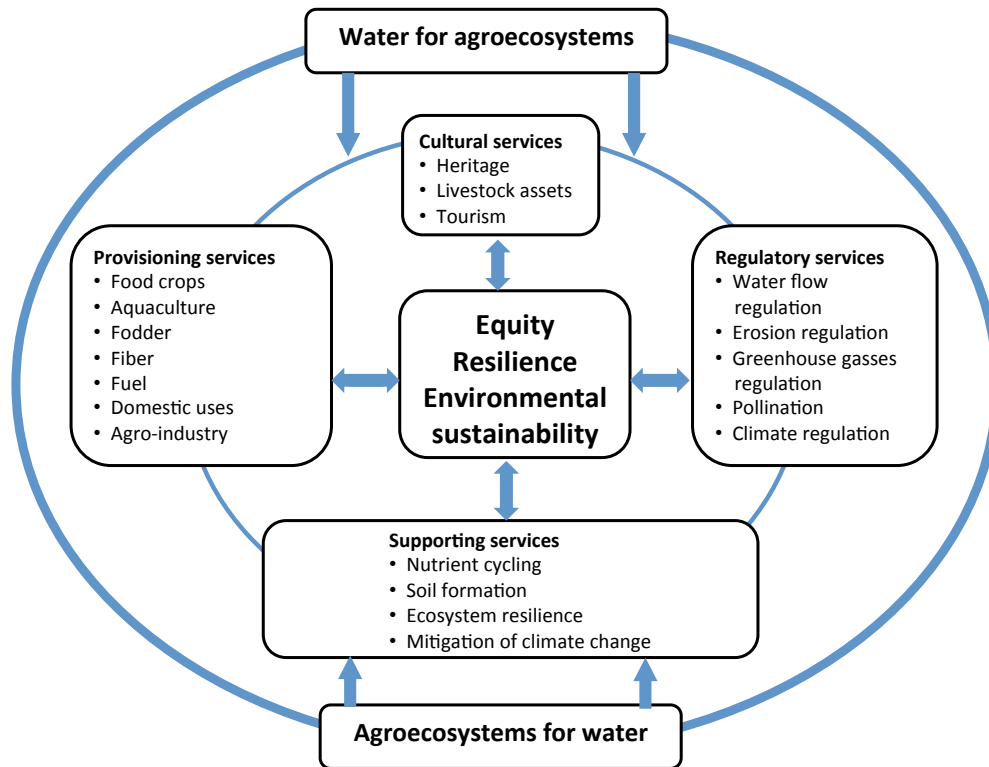 Water for agroecosystems
Cultural services
• Heritage
• Livestock assets
• Tourism
Provisioning services
• Food crops
• Aquaculture
• Fodder
• Fiber
• Fuel
• Domestic uses
• Agro-industry
Equity
Resilience
Environmental
sustainability
Regulatory services
• Water flow
regulation
• Erosion regulation
• Greenhouse gasses
regulation
• Pollination
• Climate regulation
Supporting services
• Nutrient cycling
• Soil formation
• Ecosystem resilience
• Mitigation of climate change
Agroecosystems for water